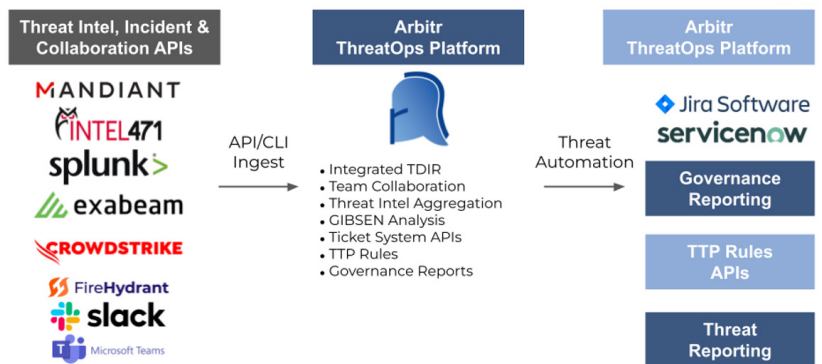 Threat Intel, Incident &
Collaboration APIs
MANDIANT
INTEL471
splunk>
exabeam
CROWDSTRIKE
FireHydrant
slack
Microsoft Teams
API/CLI
Ingest
Arbitr
ThreatOps Platform
• Integrated TDIR
• Team Collaboration
• Threat Intel Aggregation
• GIBSEN Analysis
• Ticket System APIs
• TTP Rules
• Governance Reports
Threat
Automation
Arbitr
ThreatOps Platform
Jira Software
servicenow
Governance
Reporting
TTP Rules
APIs
Threat
Reporting